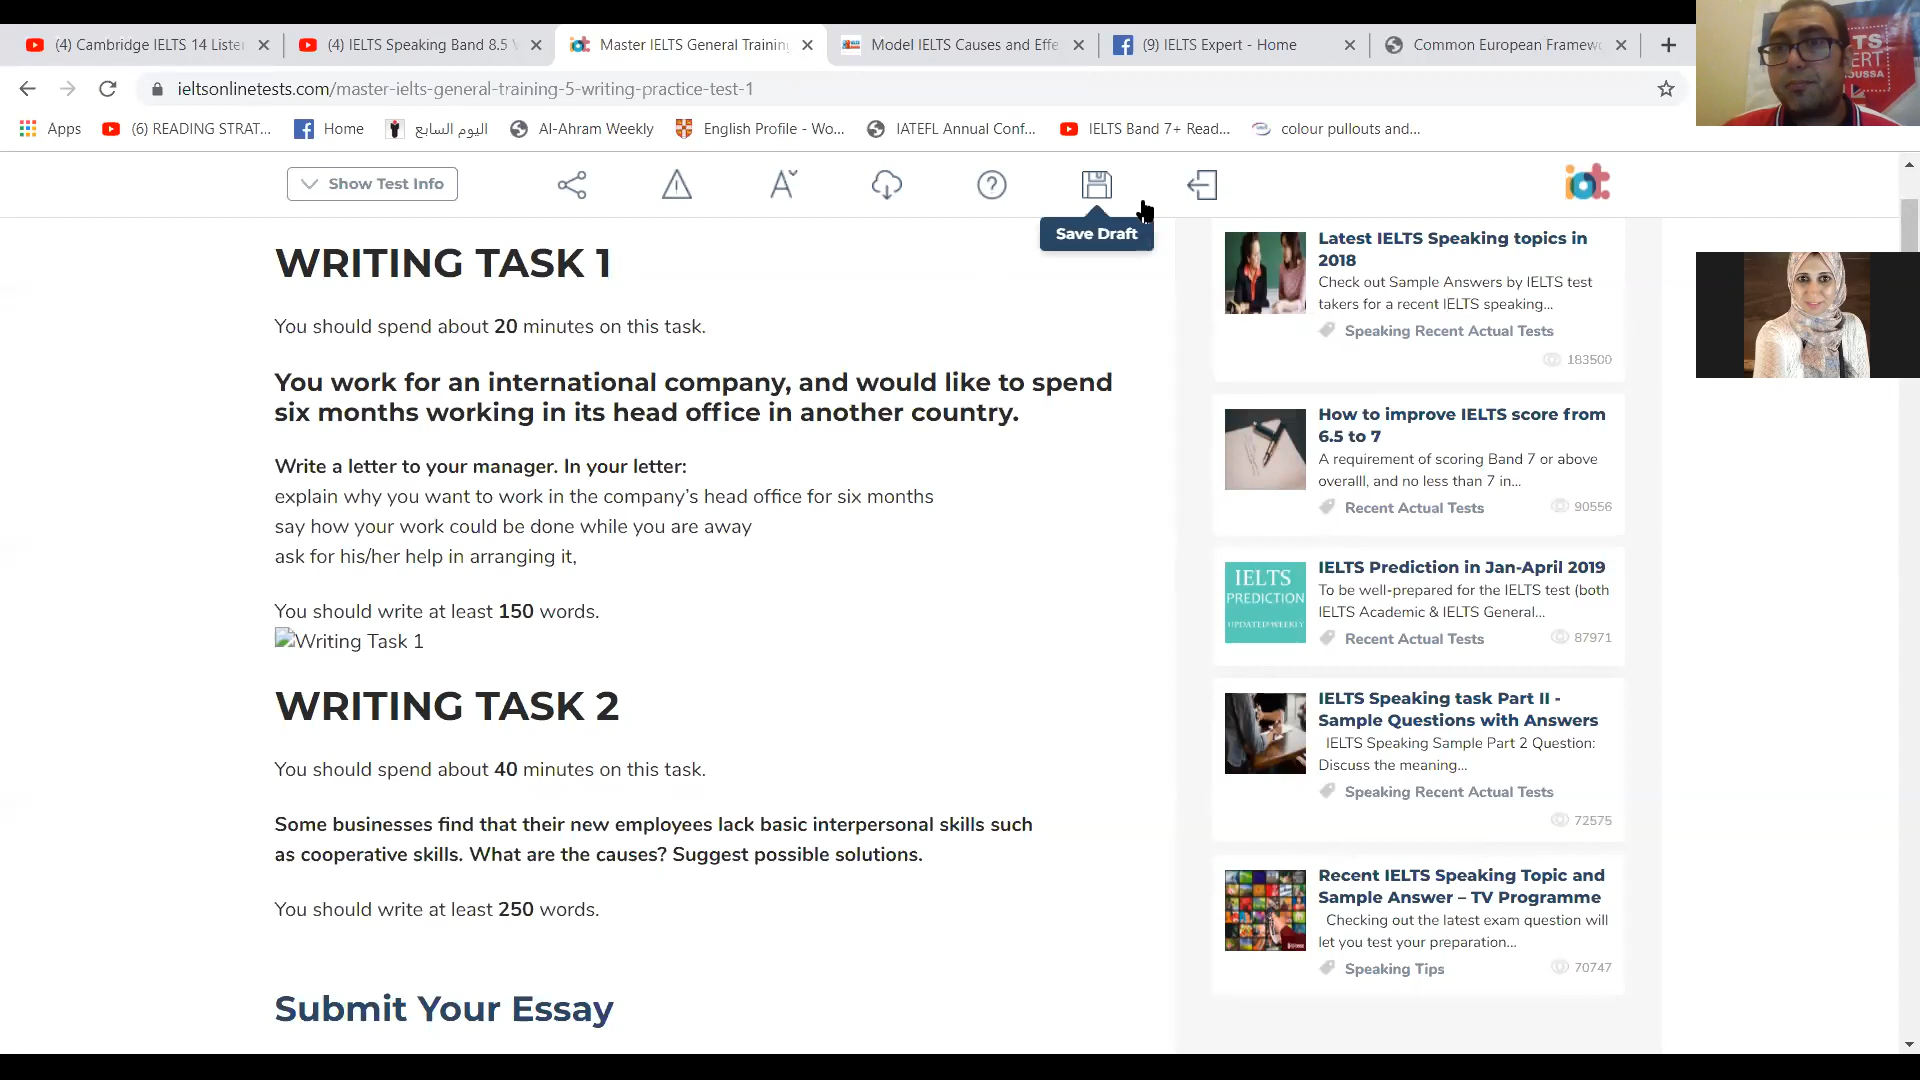 (4) Cambridge IELTS 14 Liste
(4) IELTS Speaking Band 8.5
Master IELTS General Trainin
Model IELTS Causes and Effe
(9) IELTS Expert - Home
Common European Framew
ieltsonlinetests.com/master-ielts-general-training-5-writing-practice-test-1
Apps
(6) READING STRAT...
Home
اليوم السابع
Al-Ahram Weekly
English Profile - Wo...
IATEFL Annual Conf...
IELTS Band 7+ Read...
colour pullouts and...
Show Test Info
iot
Save Draft
WRITING TASK 1
You should spend about 20 minutes on this task.
You work for an international company, and would like to spend
six months working in its head office in another country.
Write a letter to your manager. In your letter:
explain why you want to work in the company's head office for six months
say how your work could be done while you are away
ask for his/her help in arranging it,
You should write at least 150 words.
Writing Task 1
WRITING TASK 2
You should spend about 40 minutes on this task.
Some businesses find that their new employees lack basic interpersonal skills such
as cooperative skills. What are the causes? Suggest possible solutions.
You should write at least 250 words.
Submit Your Essay
Latest IELTS Speaking topics in
2018
Check out Sample Answers by IELTS test
takers for a recent IELTS speaking...
Speaking Recent Actual Tests
183500
How to improve IELTS score from
6.5 to 7
A requirement of scoring Band 7 or above
overalll, and no less than 7 in...
Recent Actual Tests
90556
IELTS
PREDICTION
UPDATED WEEKLY
IELTS Prediction in Jan-April 2019
To be well-prepared for the IELTS test (both
IELTS Academic & IELTS General...
Recent Actual Tests
87971
IELTS Speaking task Part II -
Sample Questions with Answers
IELTS Speaking Sample Part 2 Question:
Discuss the meaning...
Speaking Recent Actual Tests
72575
Recent IELTS Speaking Topic and
Sample Answer – TV Programme
Checking out the latest exam question will
let you test your preparation...
Speaking Tips
70747